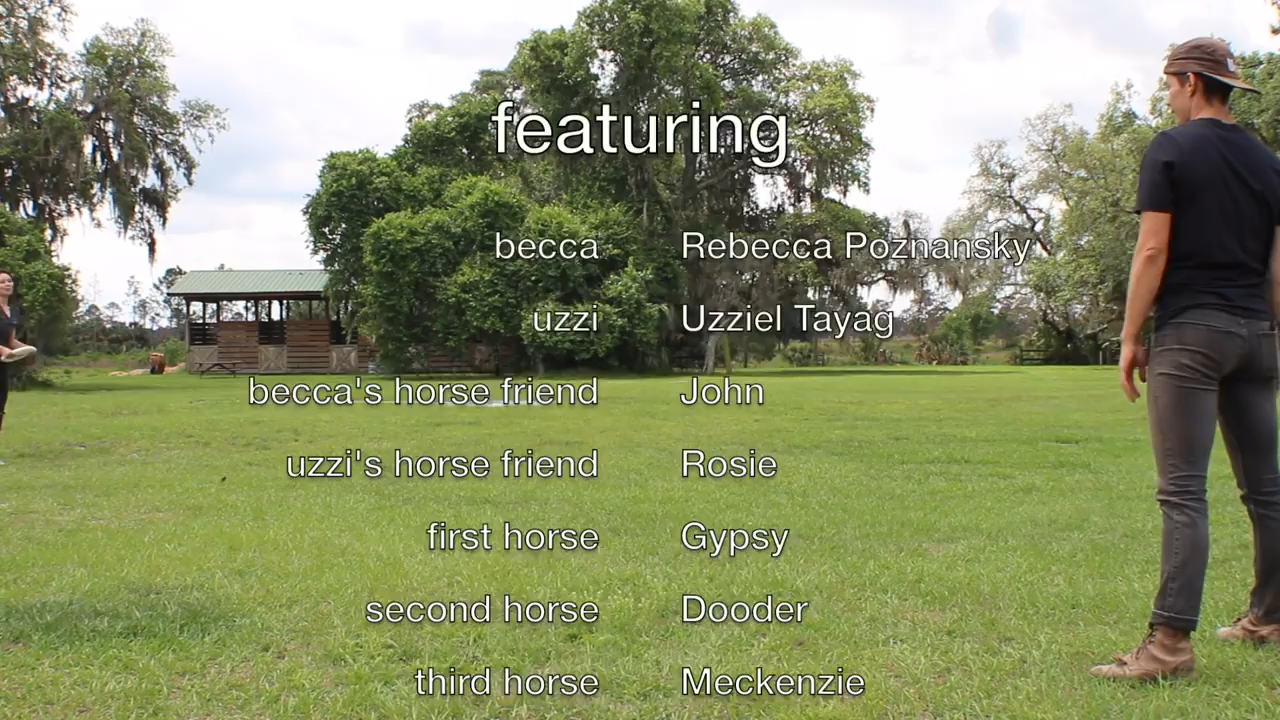 featuring
becca Rebecca Poznansky
uzzi Uzziel Tayag
becca's horse friend John
uzzi's horse friend Rosie
first horse Gypsy
second horse Dooder
third horse Meckenzie